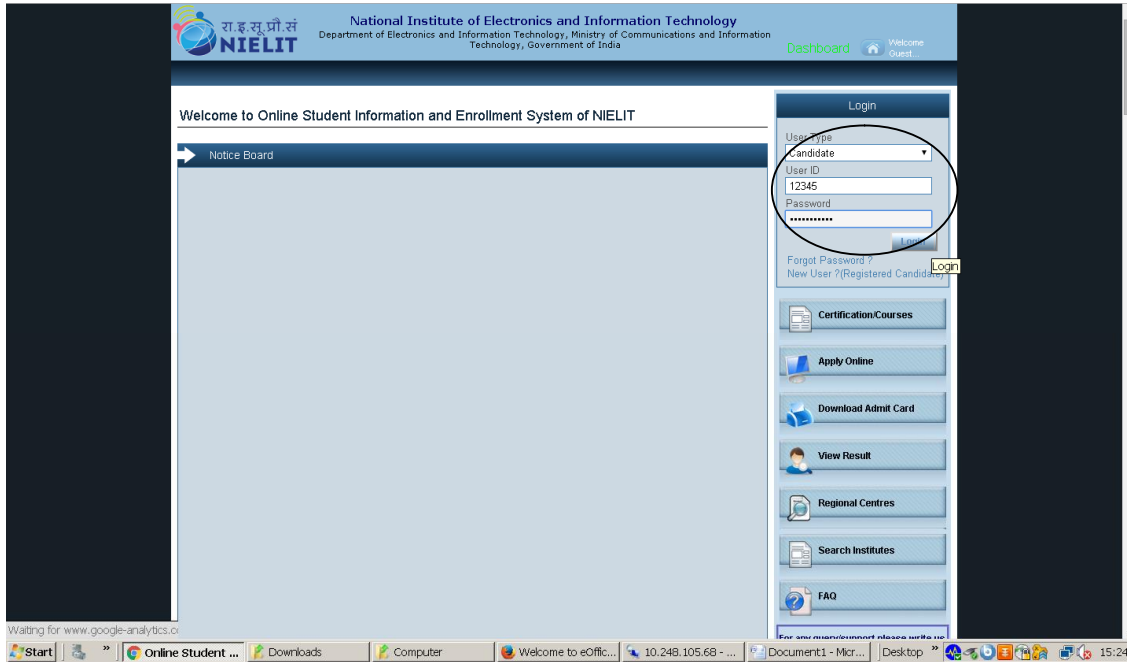 रा.इ.सू.प्रौ.सं
NIELIT
National Institute of Electronics and Information Technology
Department of Electronics and Information Technology, Ministry of Communications and Information
Technology, Government of India
Dashboard
Welcome
Guest...
Welcome to Online Student Information and Enrollment System of NIELIT
Notice Board
Login
User Type
Candidate
User ID
12345
Password
Login
Forgot Password ?
Login
New User ?(Registered Candidate)
Certification/Courses
Apply Online
Download Admit Card
View Result
Regional Centres
Search Institutes
FAQ
For any query/support please write us
Waiting for www.google-analytics.c
Start » Online Student ... Downloads Computer Welcome to eOffic... 10.248.105.68 - ... Document1 - Micr... Desktop » 15:24